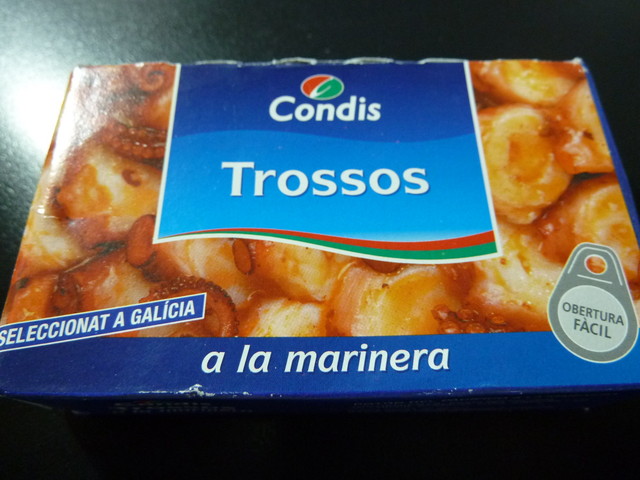 Condis
Trossos
SELECCIONAT A GALÍCIA
OBERTURA
FÀCIL
a la marinera